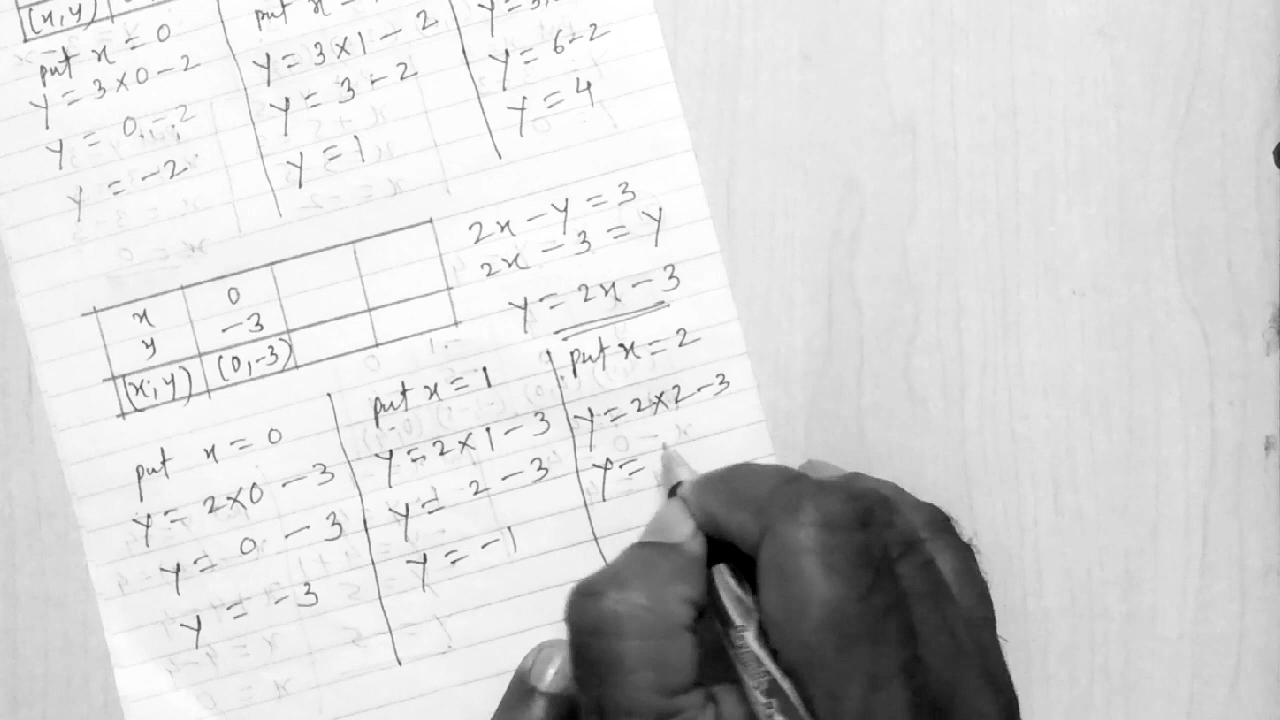 (x,y)
put x = 0
y = 3×0-2
y = 0-2
y = -2
put x =
y = 3×1-2
y = 3-2
y = 1
y = 6-2
y = 4
2x - y = 3
2x - 3 = y
y = 2x - 3
x 0
y -3
(x,y) (0,-3)
put x = 0
y = 2×0 - 3
y = 0 - 3
y = -3
put x = 1
y = 2×1-3
y = 2-3
y = -1
put x = 2
y = 2×2-3
y =